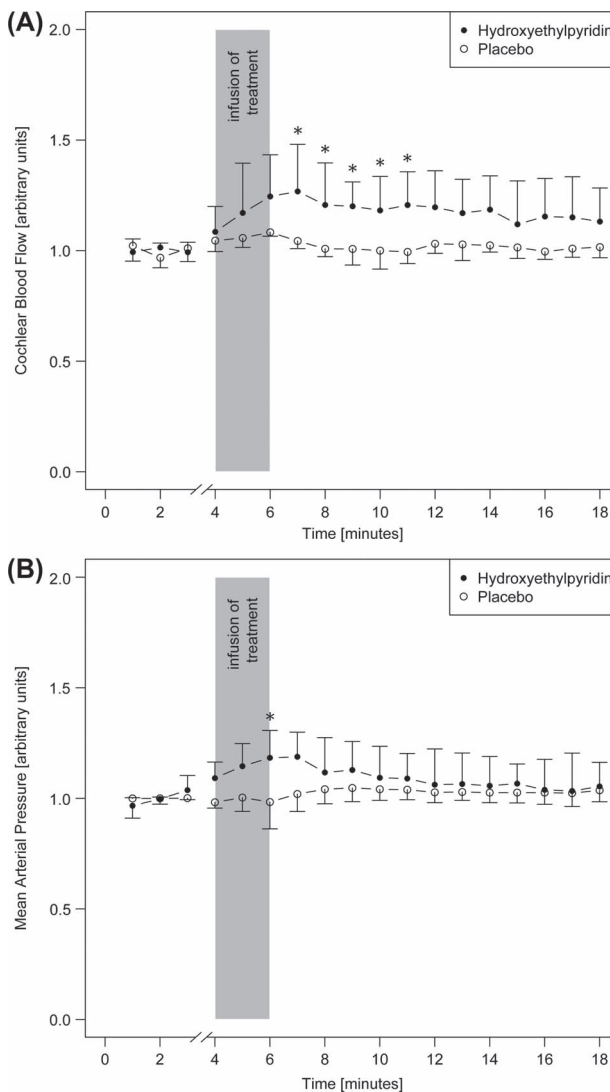 (A)
Hydroxyethylpyridin
Placebo
infusion of
treatment
* * * * *
Cochlear Blood Flow [arbitrary units]
2.0
1.5
1.0
0.5
0.0
0 2 4 6 8 10 12 14 16 18
Time [minutes]
(B)
Hydroxyethylpyridin
Placebo
infusion of
treatment
*
Mean Arterial Pressure [arbitrary units]
2.0
1.5
1.0
0.5
0.0
0 2 4 6 8 10 12 14 16 18
Time [minutes]